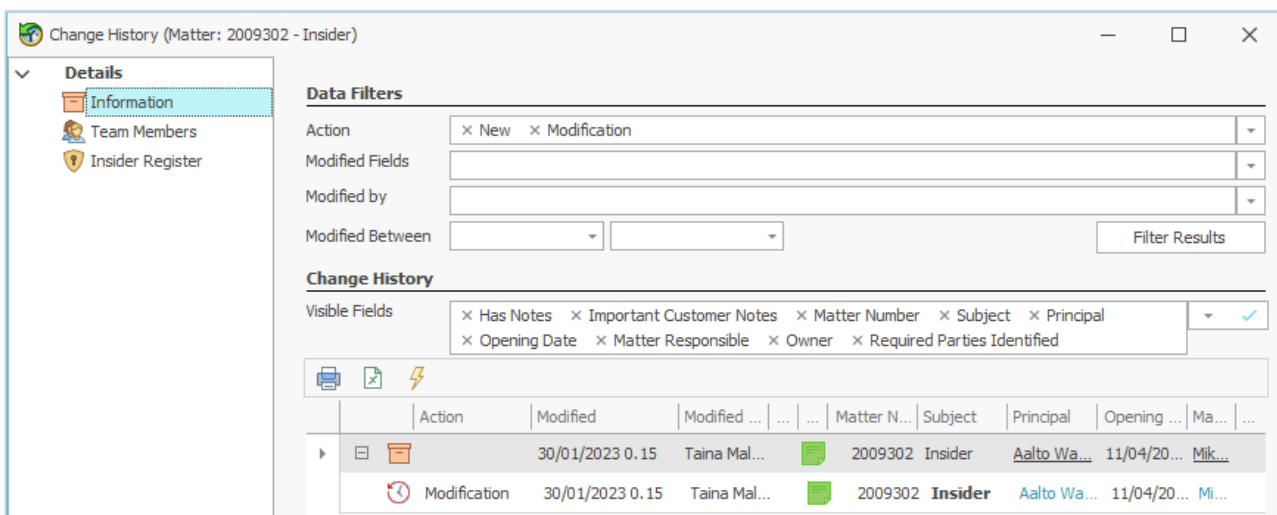 Change History (Matter: 2009302 - Insider)
Details
Information
Team Members
Insider Register
Data Filters
Action × New × Modification
Modified Fields
Modified by
Modified Between
Filter Results
Change History
Visible Fields × Has Notes × Important Customer Notes × Matter Number × Subject × Principal
× Opening Date × Matter Responsible × Owner × Required Parties Identified
Action Modified Modified ... ... ... Matter N... Subject Principal Opening ... Ma... ...
30/01/2023 0.15 Taina Mal... 2009302 Insider Aalto Wa... 11/04/20... Mik...
Modification 30/01/2023 0.15 Taina Mal... 2009302 Insider Aalto Wa... 11/04/20... Mi...